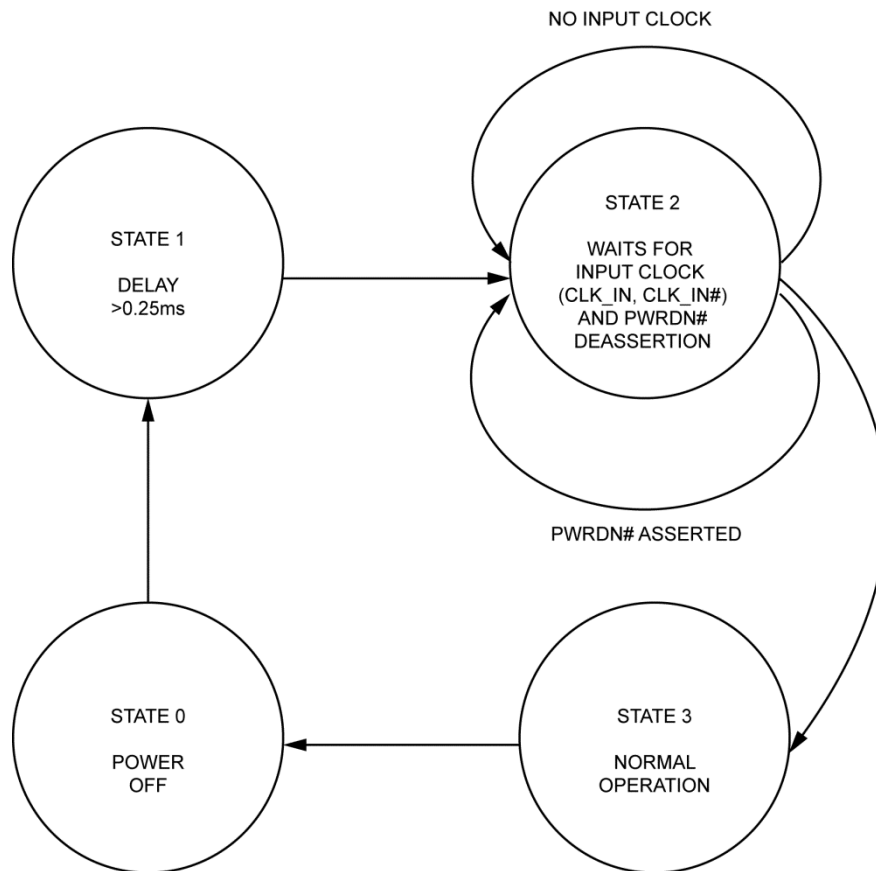 NO INPUT CLOCK
STATE 1
DELAY
>0.25ms
STATE 2
WAITS FOR
INPUT CLOCK
(CLK_IN, CLK_IN#)
AND PWRDN#
DEASSERTION
PWRDN# ASSERTED
STATE 0
POWER
OFF
STATE 3
NORMAL
OPERATION